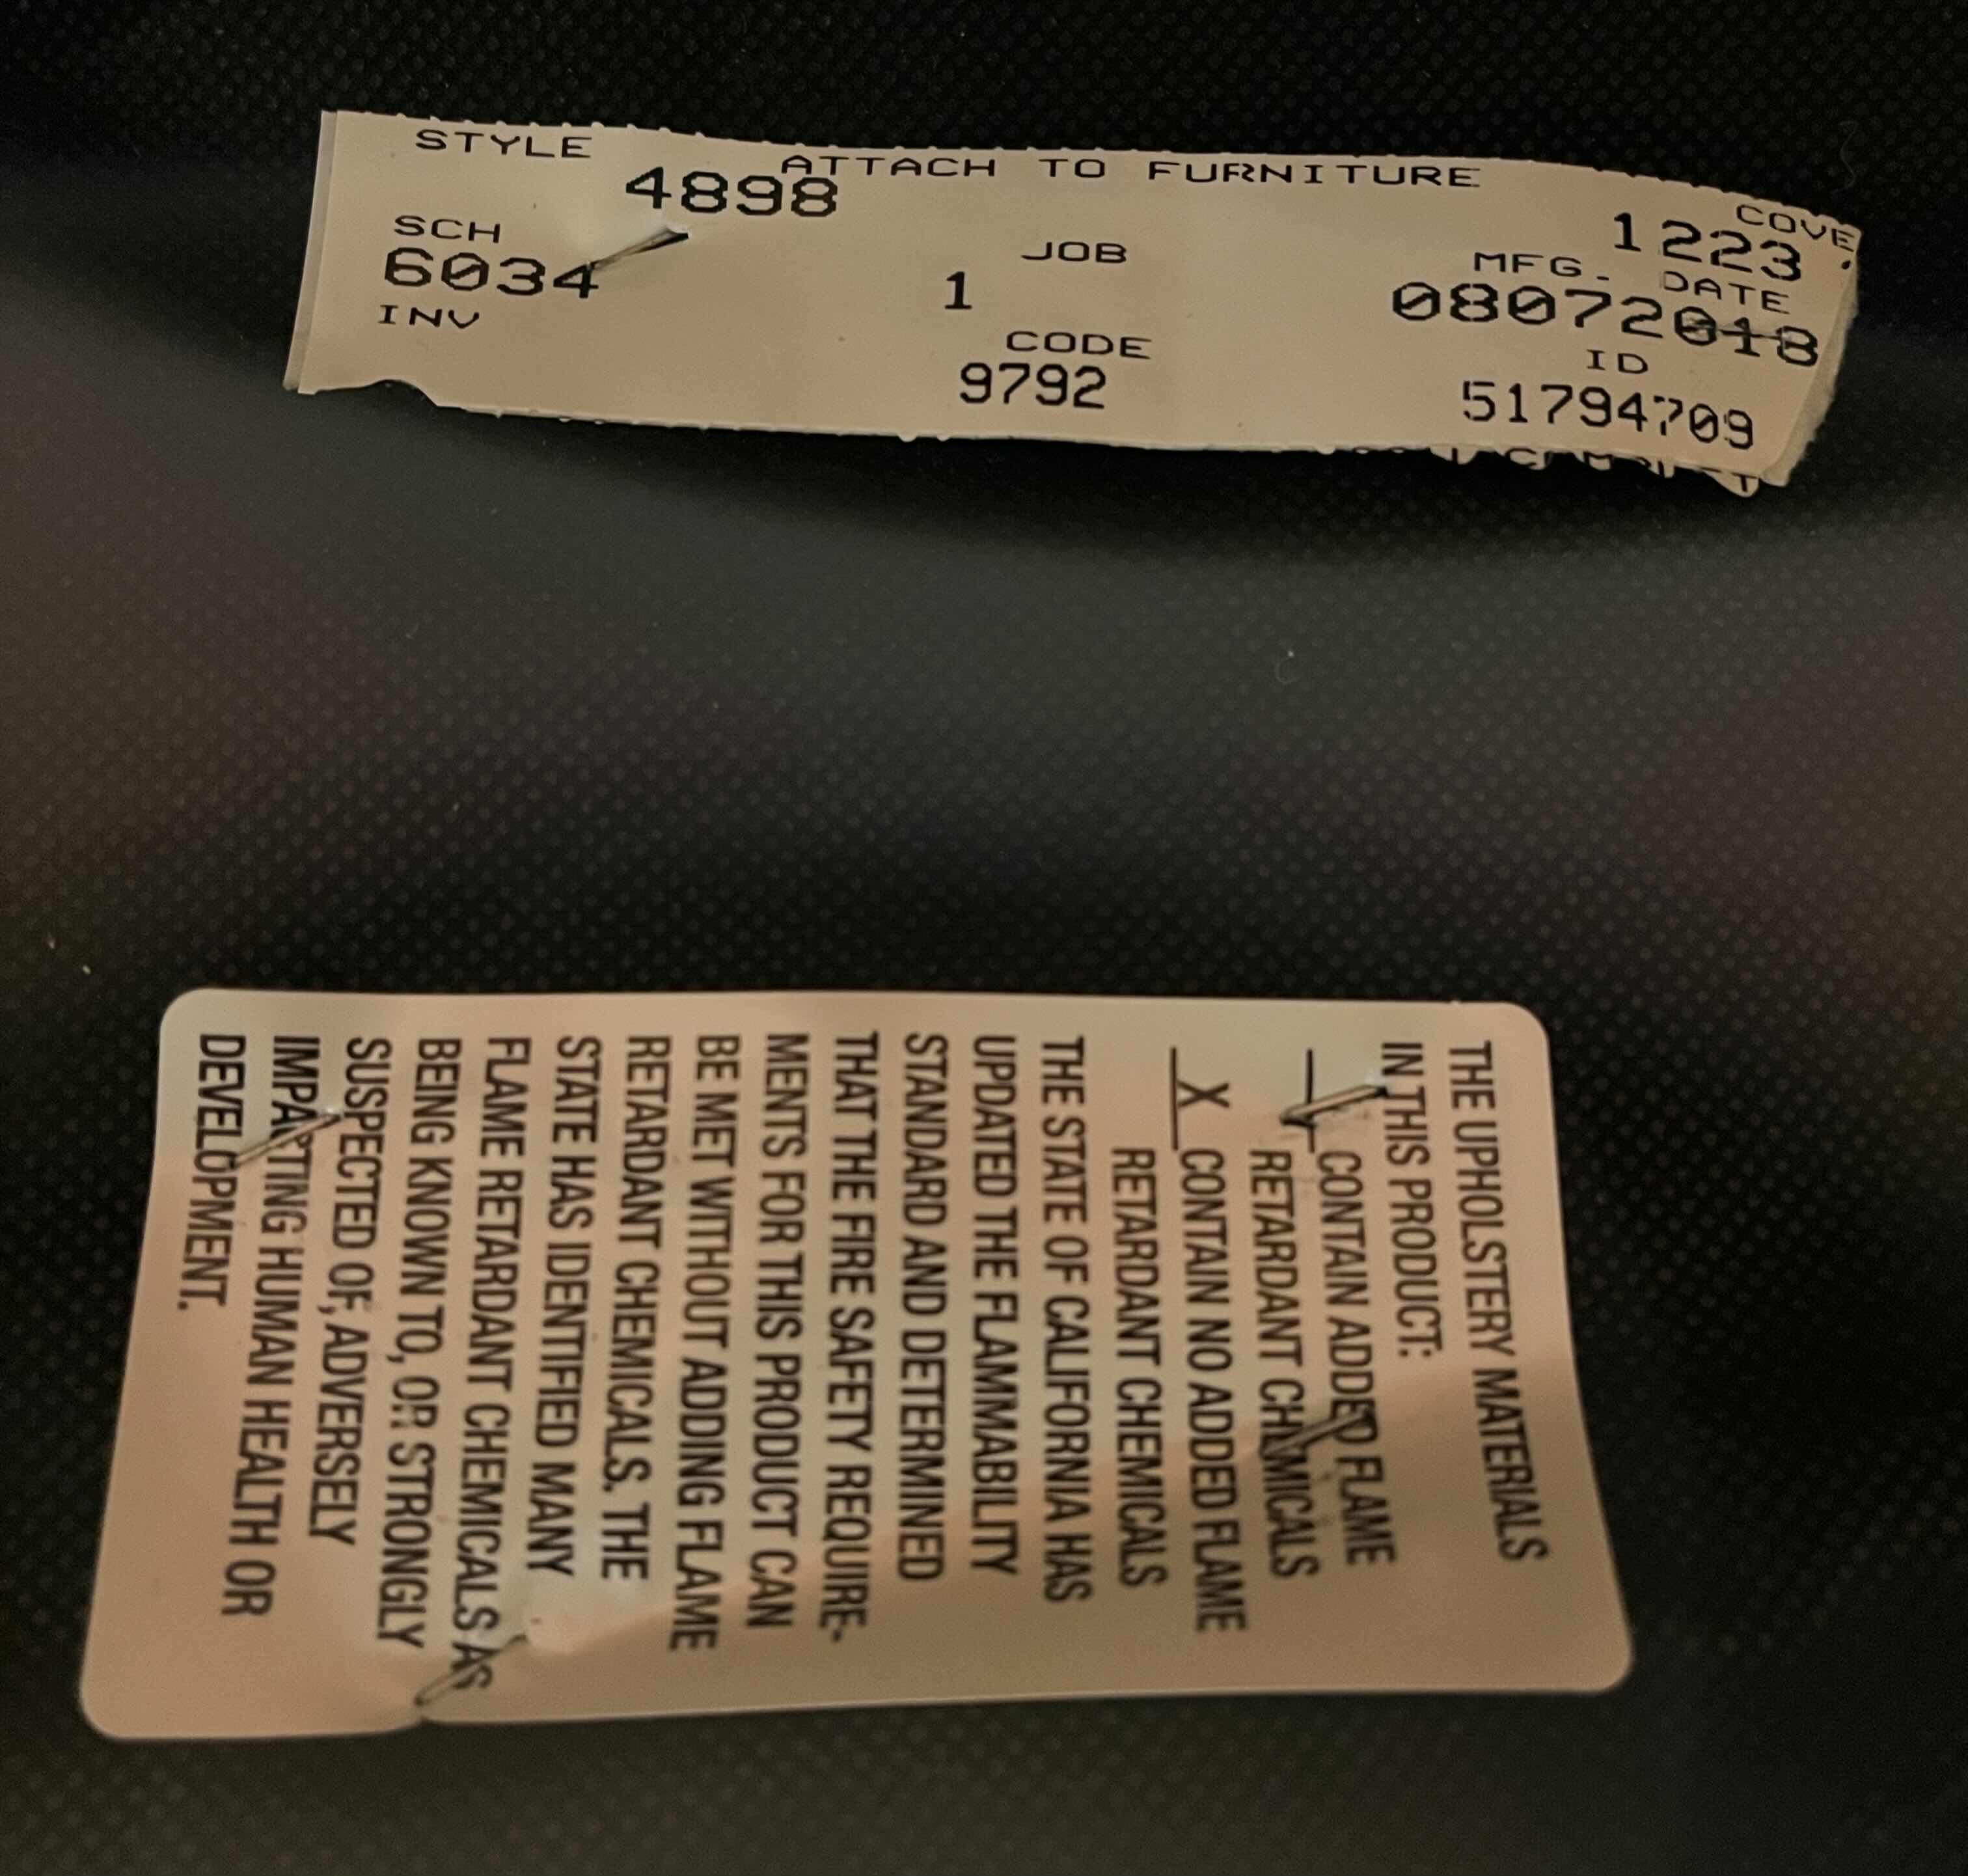 STYLE ATTACH TO FURNITURE COVE
4898 1223
SCH JOB MFG. DATE
6034 1 08072018
INV CODE ID
9792 51794709
THE UPHOLSTERY MATERIALS
IN THIS PRODUCT:
CONTAIN ADDED FLAME
RETARDANT CHEMICALS
X CONTAIN NO ADDED FLAME
RETARDANT CHEMICALS
THE STATE OF CALIFORNIA HAS
UPDATED THE FLAMMABILITY
STANDARD AND DETERMINED
THAT THE FIRE SAFETY REQUIRE-
MENTS FOR THIS PRODUCT CAN
BE MET WITHOUT ADDING FLAME
RETARDANT CHEMICALS. THE
STATE HAS IDENTIFIED MANY
FLAME RETARDANT CHEMICALS AS
BEING KNOWN TO, OR STRONGLY
SUSPECTED OF, ADVERSELY
IMPACTING HUMAN HEALTH OR
DEVELOPMENT.